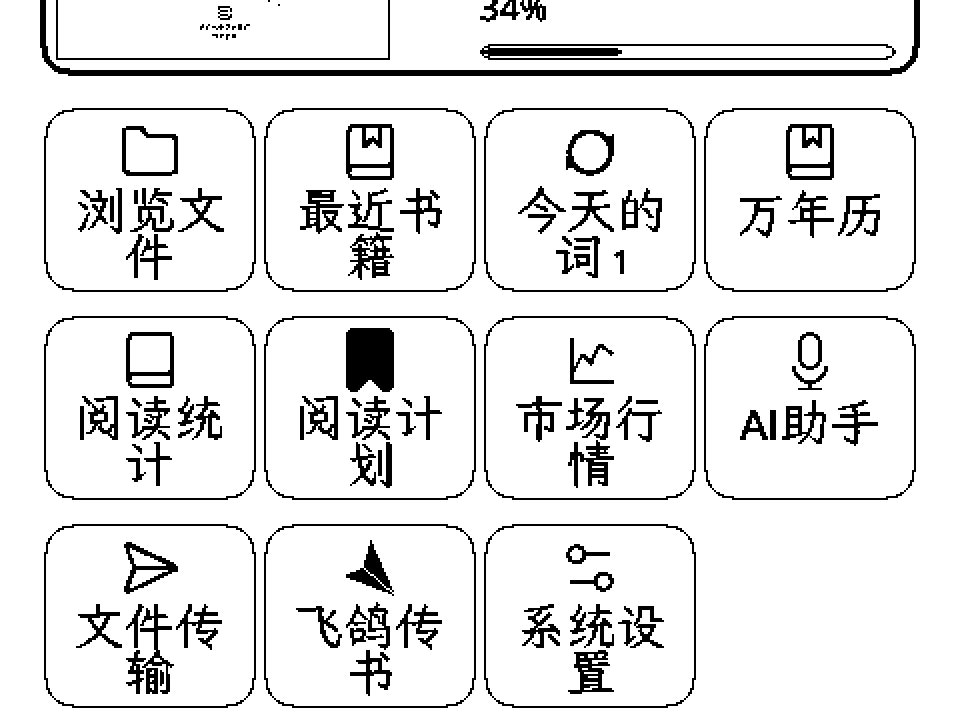 34%
浏览文
件
最近书
籍
今天的
词 1
万年历
阅读统
计
阅读计
划
市场行
情
AI助手
文件传
输
飞鸽传
书
系统设
置